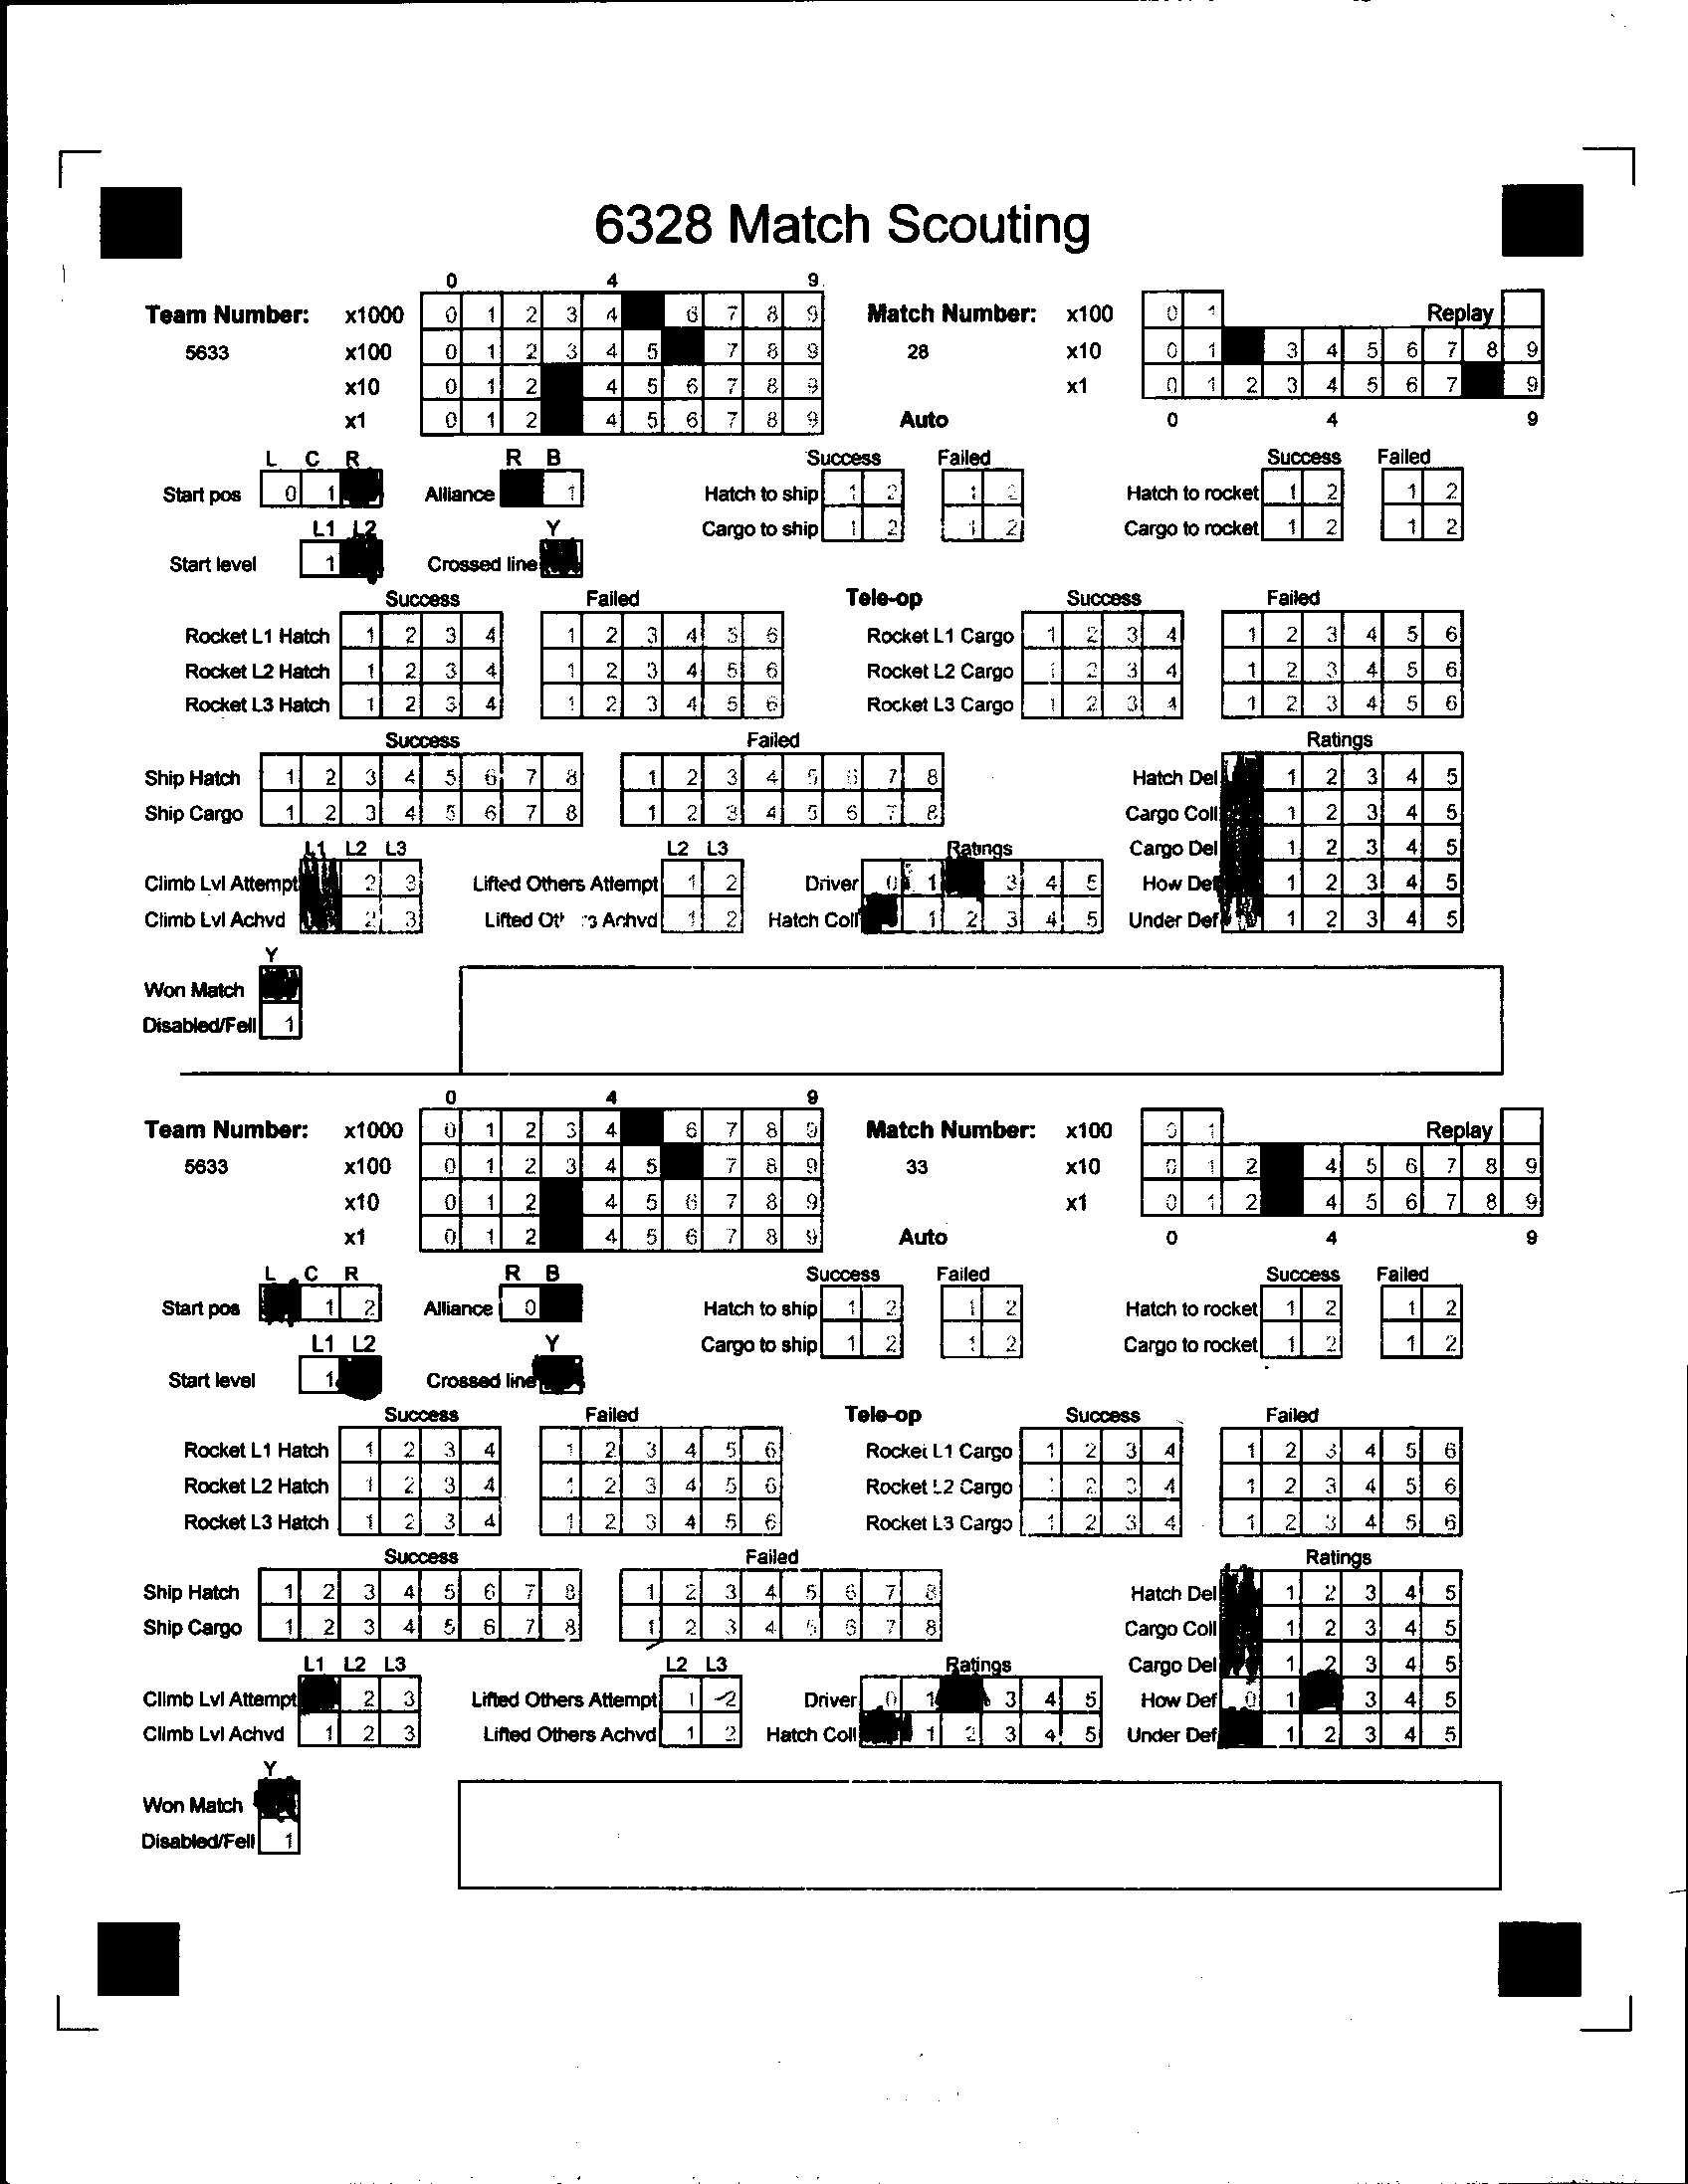 6328 Match Scouting
0 4 9
Team Number: x1000 0 1 2 3 4 6 7 8 9 Match Number: x100 0 1 Replay
5633 x100 0 1 2 3 4 5 7 8 9 28 x10 0 1 3 4 5 6 7 8 9
x10 0 1 2 4 5 6 7 8 9 x1 0 1 2 3 4 5 6 7 9
x1 0 1 2 4 5 6 7 8 9 Auto 0 4 9
L C R R B Success Failed Success Failed
Start pos 0 1 Alliance 1 Hatch to ship 1 2 1 2 Hatch to rocket 1 2 1 2
L1 L2 Y Cargo to ship 1 2 1 2 Cargo to rocket 1 2 1 2
Start level 1 Crossed line
Success Failed Tele-op Success Failed
Rocket L1 Hatch 1 2 3 4 1 2 3 4 5 6 Rocket L1 Cargo 1 2 3 4 1 2 3 4 5 6
Rocket L2 Hatch 1 2 3 4 1 2 3 4 5 6 Rocket L2 Cargo 1 2 3 4 1 2 3 4 5 6
Rocket L3 Hatch 1 2 3 4 1 2 3 4 5 6 Rocket L3 Cargo 1 2 3 4 1 2 3 4 5 6
Success Failed Ratings
Ship Hatch 1 2 3 4 5 6 7 8 1 2 3 4 5 6 7 8 Hatch Del 1 2 3 4 5
Ship Cargo 1 2 3 4 5 6 7 8 1 2 3 4 5 6 7 8 Cargo Coll 1 2 3 4 5
L1 L2 L3 L2 L3 Ratings Cargo Del 1 2 3 4 5
Climb Lvl Attempt 2 3 Lifted Others Attempt 1 2 Driver 0 1 3 4 5 How Def 1 2 3 4 5
Climb Lvl Achvd 2 3 Lifted Achvd 1 2 Hatch Coll 1 2 3 4 5 Under Def 1 2 3 4 5
Y
Won Match
Disabled/Fell 1
0 4 9
Team Number: x1000 0 1 2 3 4 6 7 8 9 Match Number: x100 0 1 Replay
5633 x100 0 1 2 3 4 5 7 8 9 33 x10 0 1 2 4 5 6 7 8 9
x10 0 1 2 4 5 6 7 8 9 x1 0 1 2 4 5 6 7 8 9
x1 0 1 2 4 5 6 7 8 9 Auto 0 4 9
L C R R B Success Failed Success Failed
Start pos 1 2 Alliance 0 Hatch to ship 1 2 1 2 Hatch to rocket 1 2 1 2
L1 L2 Y Cargo to ship 1 2 1 2 Cargo to rocket 1 2 1 2
Start level 1 Crossed line
Success Failed Tele-op Success Failed
Rocket L1 Hatch 1 2 3 4 1 2 3 4 5 6 Rocket L1 Cargo 1 2 3 4 1 2 3 4 5 6
Rocket L2 Hatch 1 2 3 4 1 2 3 4 5 6 Rocket L2 Cargo 1 2 3 4 1 2 3 4 5 6
Rocket L3 Hatch 1 2 3 4 1 2 3 4 5 6 Rocket L3 Cargo 1 2 3 4 1 2 3 4 5 6
Success Failed Ratings
Ship Hatch 1 2 3 4 5 6 7 8 1 2 3 4 5 6 7 8 Hatch Del 1 2 3 4 5
Ship Cargo 1 2 3 4 5 6 7 8 1 2 3 4 5 6 7 8 Cargo Coll 1 2 3 4 5
L1 L2 L3 L2 L3 Ratings Cargo Del 1 2 3 4 5
Climb Lvl Attempt 2 3 Lifted Others Attempt 1 2 Driver 0 1 3 4 5 How Def 0 1 3 4 5
Climb Lvl Achvd 1 2 3 Lifted Others Achvd 1 2 Hatch Coll 1 2 3 4 5 Under Def 1 2 3 4 5
Y
Won Match
Disabled/Fell 1